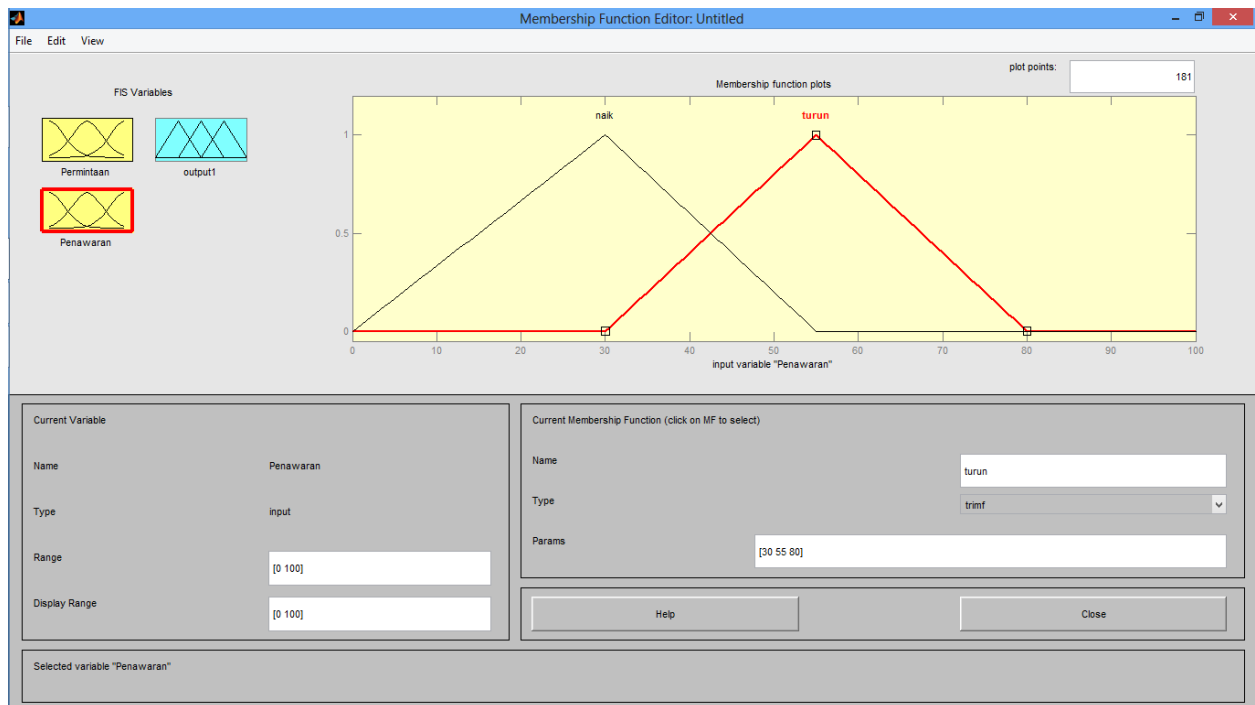 Membership Function Editor: Untitled
File Edit View
FIS Variables
Permintaan
output1
Penawaran
plot points:
181
Membership function plots
naik
turun
1
0.5
0
0 10 20 30 40 50 60 70 80 90 100
input variable "Penawaran"
Current Variable
Name Penawaran
Type input
Range [0 100]
Display Range [0 100]
Current Membership Function (click on MF to select)
Name turun
Type trimf
Params [30 55 80]
Help Close
Selected variable "Penawaran"